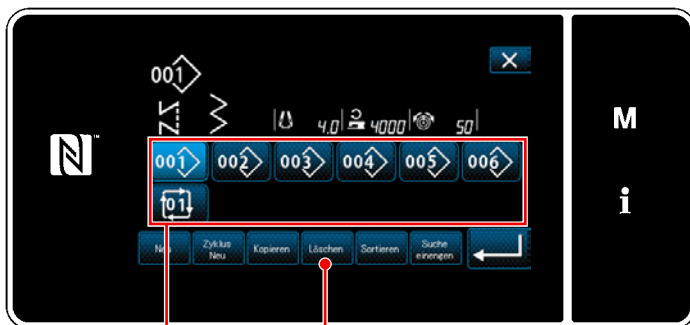 001
4.0 4000 50
M
001 002 003 004 005 006
01
i
Neu Zyklus Neu Kopieren Löschen Sortieren Suche einengen